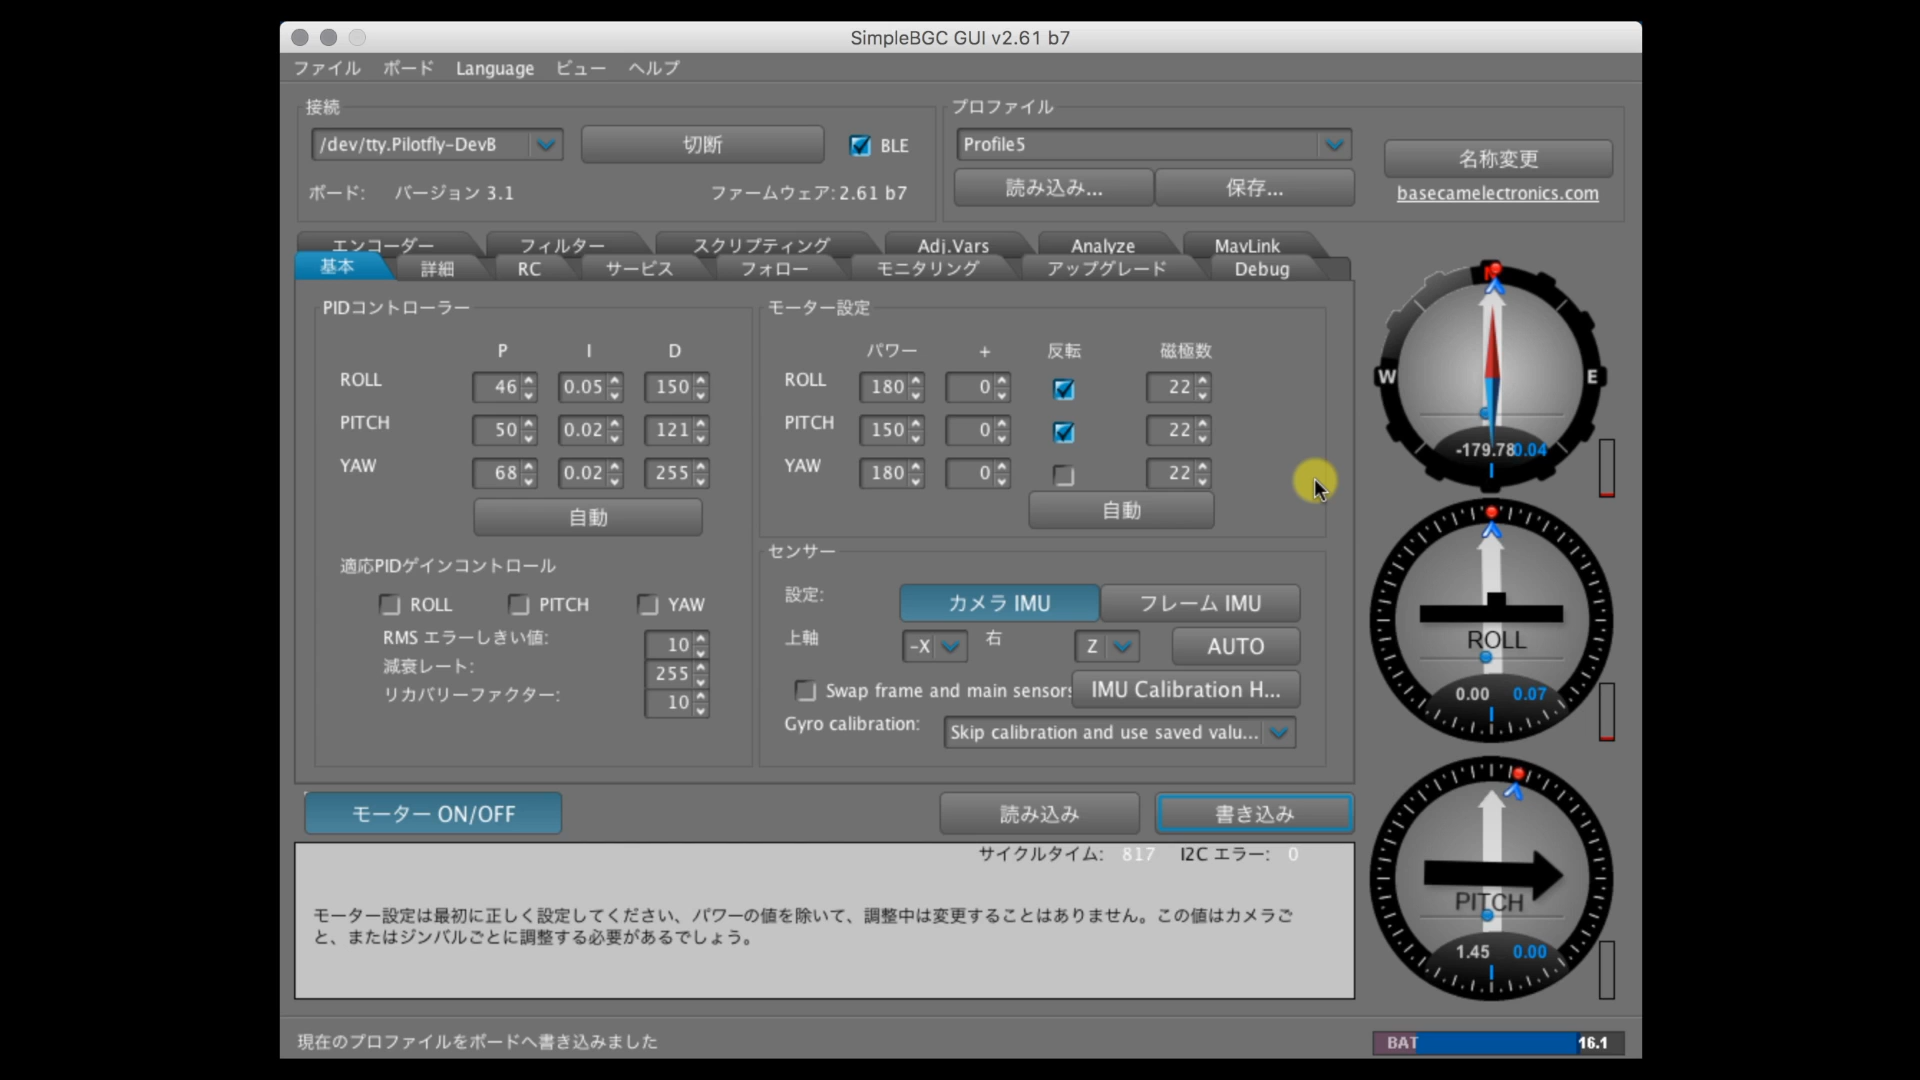 SimpleBGC GUI v2.61 b7
ファイル ボード Language ビュー ヘルプ
接続
/dev/tty.Pilotfly-DevB 切断 BLE
ボード: バージョン 3.1 ファームウェア: 2.61 b7
プロファイル
Profile5
読み込み... 保存...
名称変更
basecamelectronics.com
エンコーダー フィルター スクリプティング Adj.Vars Analyze MavLink
基本 詳細 RC サービス フォロー モニタリング アップグレード Debug
PIDコントローラー
P I D
ROLL 46 0.05 150
PITCH 50 0.02 121
YAW 68 0.02 255
自動
適応PIDゲインコントロール
ROLL PITCH YAW
RMS エラーしきい値: 10
減衰レート: 255
リカバリーファクター: 10
モーター設定
パワー + 反転 磁極数
ROLL 180 0 22
PITCH 150 0 22
YAW 180 0 22
自動
センサー
設定: カメラ IMU フレーム IMU
上軸 -X 右 Z AUTO
Swap frame and main sensors IMU Calibration H...
Gyro calibration: Skip calibration and use saved valu...
W E
-179.78 0.04
ROLL
0.00 0.07
PITCH
1.45 0.00
モーター ON/OFF 読み込み 書き込み
サイクルタイム: 817 I2C エラー: 0
モーター設定は最初に正しく設定してください、パワーの値を除いて、調整中は変更することはありません。この値はカメラご
と、またはジンバルごとに調整する必要があるでしょう。
現在のプロファイルをボードへ書き込みました
BAT 16.1